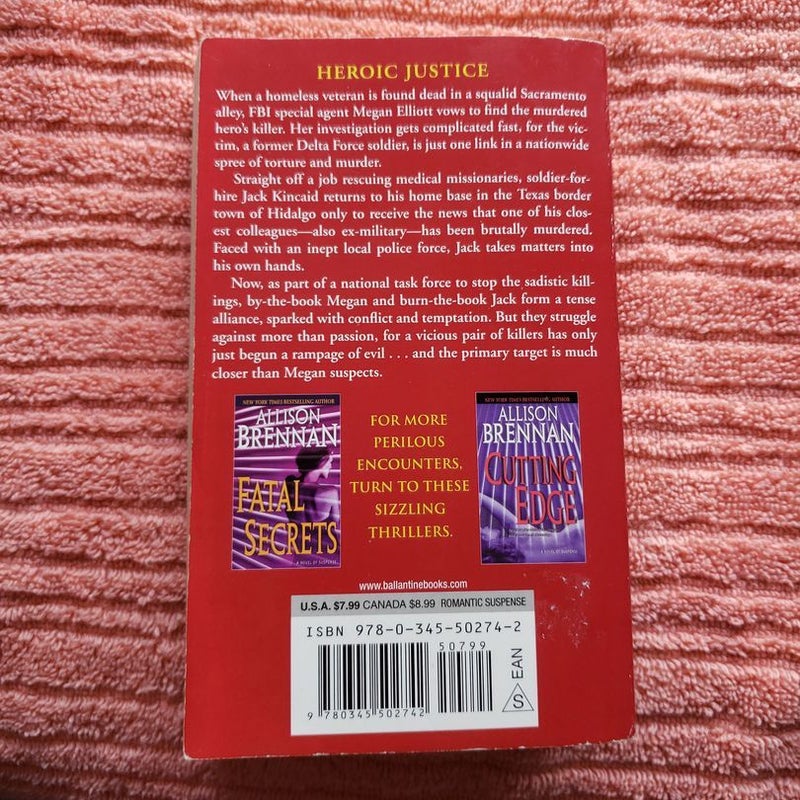 HEROIC JUSTICE
When a homeless veteran is found dead in a squalid Sacramento
alley, FBI special agent Megan Elliott vows to find the murdered
hero's killer. Her investigation gets complicated fast, for the vic-
tim, a former Delta Force soldier, is just one link in a nationwide
spree of torture and murder.
Straight off a job rescuing medical missionaries, soldier-for-
hire Jack Kincaid returns to his home base in the Texas border
town of Hidalgo only to receive the news that one of his clos-
est colleagues—also ex-military—has been brutally murdered.
Faced with an inept local police force, Jack takes matters into
his own hands.
Now, as part of a national task force to stop the sadistic kill-
ings, by-the-book Megan and burn-the-book Jack form a tense
alliance, sparked with conflict and temptation. But they struggle
against more than passion, for a vicious pair of killers has only
just begun a rampage of evil . . . and the primary target is much
closer than Megan suspects.
NEW YORK TIMES BESTSELLING AUTHOR
ALLISON
BRENNAN
FATAL
SECRETS
A NOVEL OF SUSPENSE
FOR MORE
PERILOUS
ENCOUNTERS,
TURN TO THESE
SIZZLING
THRILLERS.
NEW YORK TIMES BESTSELLING AUTHOR
ALLISON
BRENNAN
CUTTING
EDGE
A NOVEL OF SUSPENSE
www.ballantinebooks.com
U.S.A. $7.99 CANADA $8.99 ROMANTIC SUSPENSE
ISBN 978-0-345-50274-2
50799
9 780345 502742
S
EAN